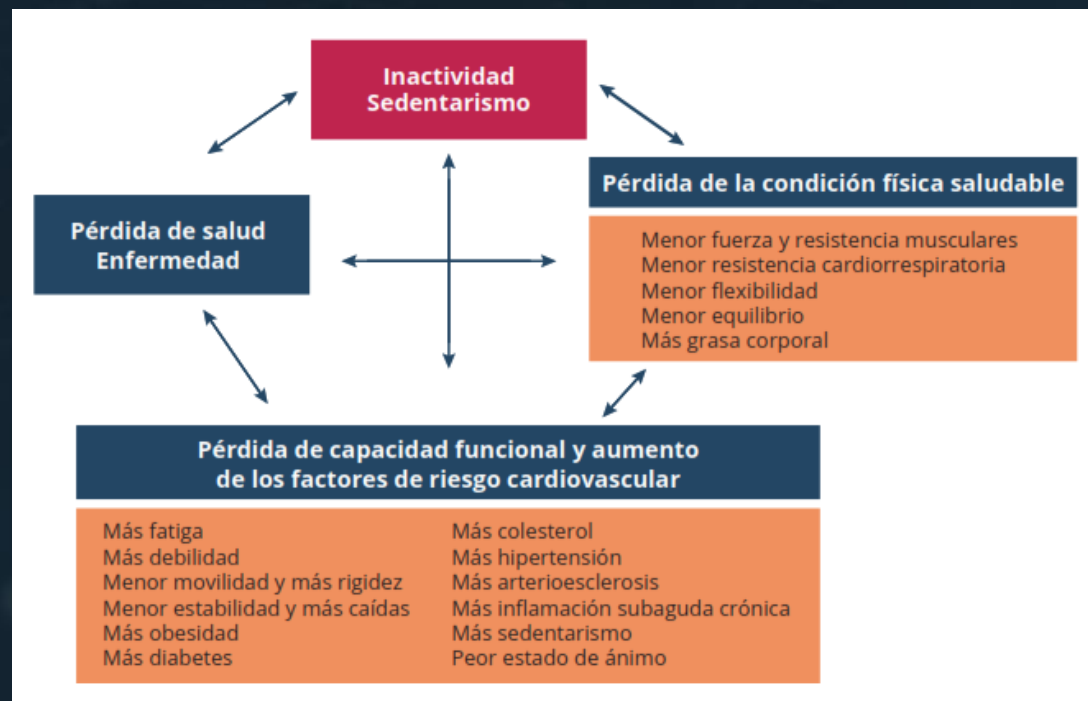 Inactividad
Sedentarismo
Pérdida de salud
Enfermedad
Pérdida de la condición física saludable
Menor fuerza y resistencia musculares
Menor resistencia cardiorrespiratoria
Menor flexibilidad
Menor equilibrio
Más grasa corporal
Pérdida de capacidad funcional y aumento
de los factores de riesgo cardiovascular
Más fatiga
Más debilidad
Menor movilidad y más rigidez
Menor estabilidad y más caídas
Más obesidad
Más diabetes
Más colesterol
Más hipertensión
Más arterioesclerosis
Más inflamación subaguda crónica
Más sedentarismo
Peor estado de ánimo